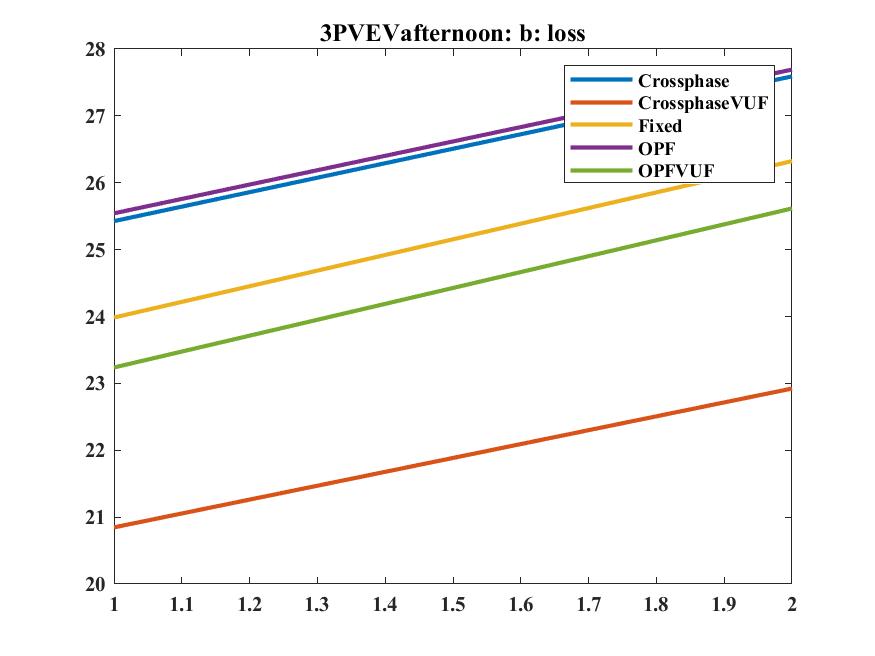 3PVEVafternoon: b: loss
28
27
26
25
24
23
22
21
20
Crossphase
CrossphaseVUF
Fixed
OPF
OPFVUF
1 1.1 1.2 1.3 1.4 1.5 1.6 1.7 1.8 1.9 2